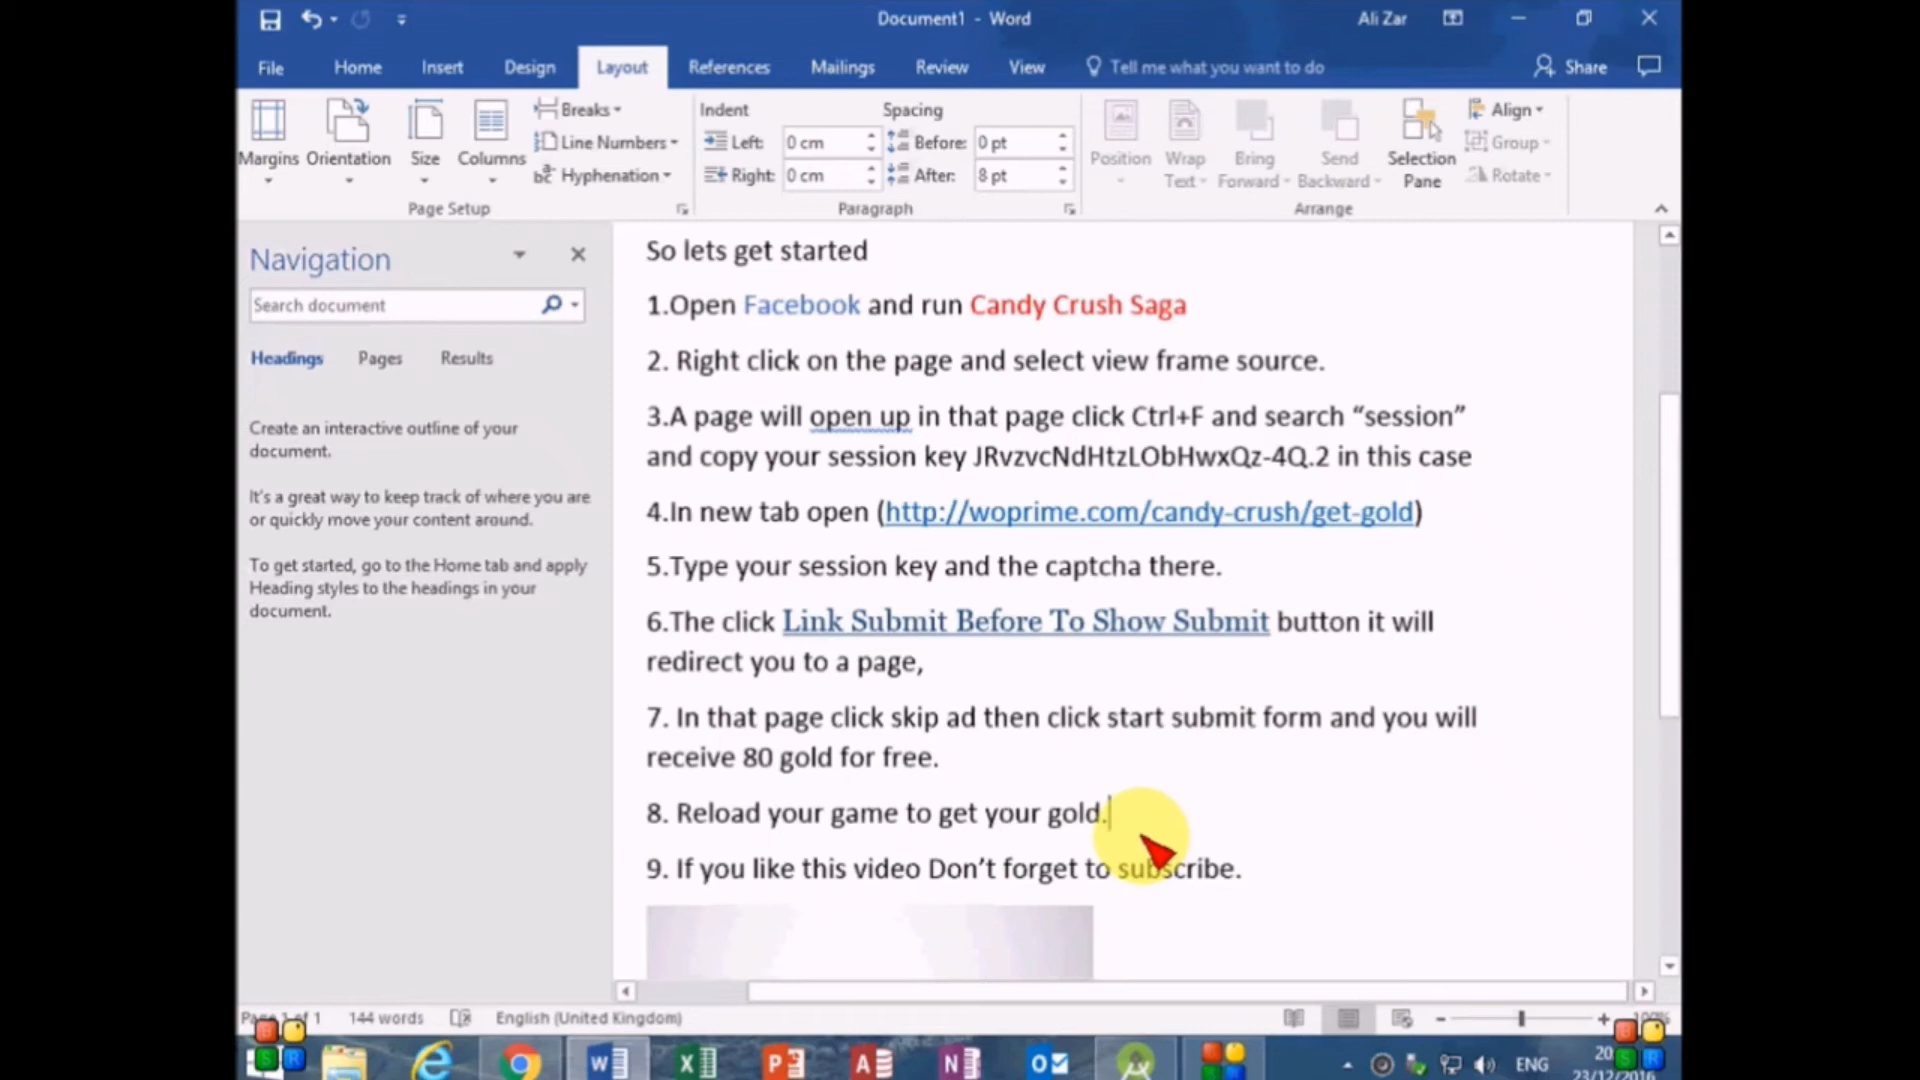 Document1 - Word
Ali Zar
File Home Insert Design Layout References Mailings Review View Tell me what you want to do Share
Margins Orientation Size Columns
Breaks
Line Numbers
Hyphenation
Page Setup
Indent Spacing
Left: 0 cm Before: 0 pt
Right: 0 cm After: 8 pt
Paragraph
Position Wrap Text Bring Forward Send Backward Selection Pane
Align
Group
Rotate
Arrange
Navigation
Search document
Headings Pages Results
Create an interactive outline of your
document.
It's a great way to keep track of where you are
or quickly move your content around.
To get started, go to the Home tab and apply
Heading styles to the headings in your
document.
So lets get started
1.Open Facebook and run Candy Crush Saga
2. Right click on the page and select view frame source.
3.A page will open up in that page click Ctrl+F and search “session”
and copy your session key JRvzvcNdHtzLObHwxQz-4Q.2 in this case
4.In new tab open (http://woprime.com/candy-crush/get-gold)
5.Type your session key and the captcha there.
6.The click Link Submit Before To Show Submit button it will
redirect you to a page,
7. In that page click skip ad then click start submit form and you will
receive 80 gold for free.
8. Reload your game to get your gold.
9. If you like this video Don’t forget to subscribe.
Page 1 of 1 144 words English (United Kingdom)
ENG
23/12/2016